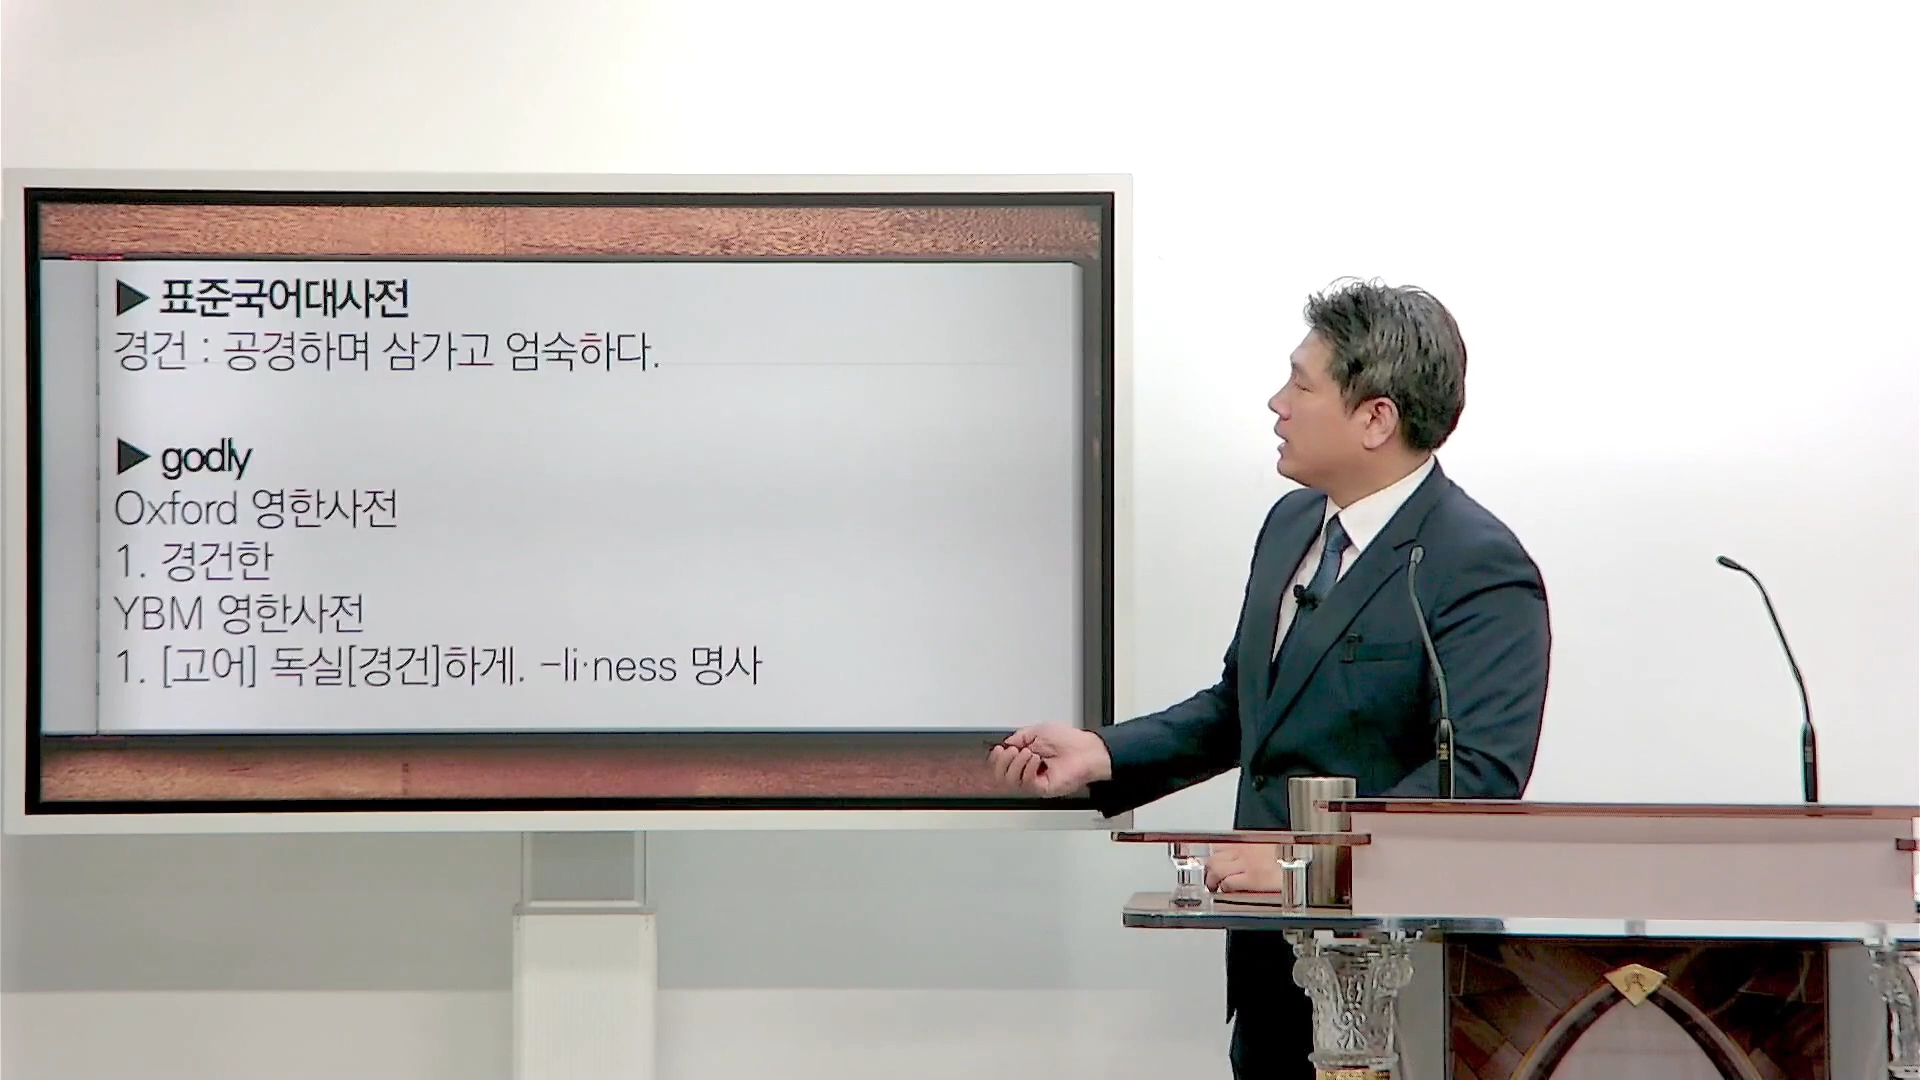 ▶ 표준국어대사전
경건 : 공경하며 삼가고 엄숙하다.
▶ godly
Oxford 영한사전
1. 경건한
YBM 영한사전
1. [고어] 독실[경건]하게. -li·ness 명사